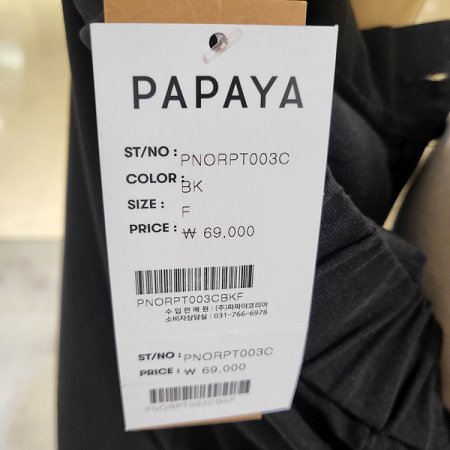 PAPAYA
ST/NO : PNORPT003C
COLOR : BK
SIZE : F
PRICE : ₩ 69,000
PNORPT003CBKF
수 입 판 매 원 : (주)파파야코리아
소비자상담실 : 031-766-6978
ST/NO : PNORPT003C
PRICE : ₩ 69,000
PNORPT003CBKF